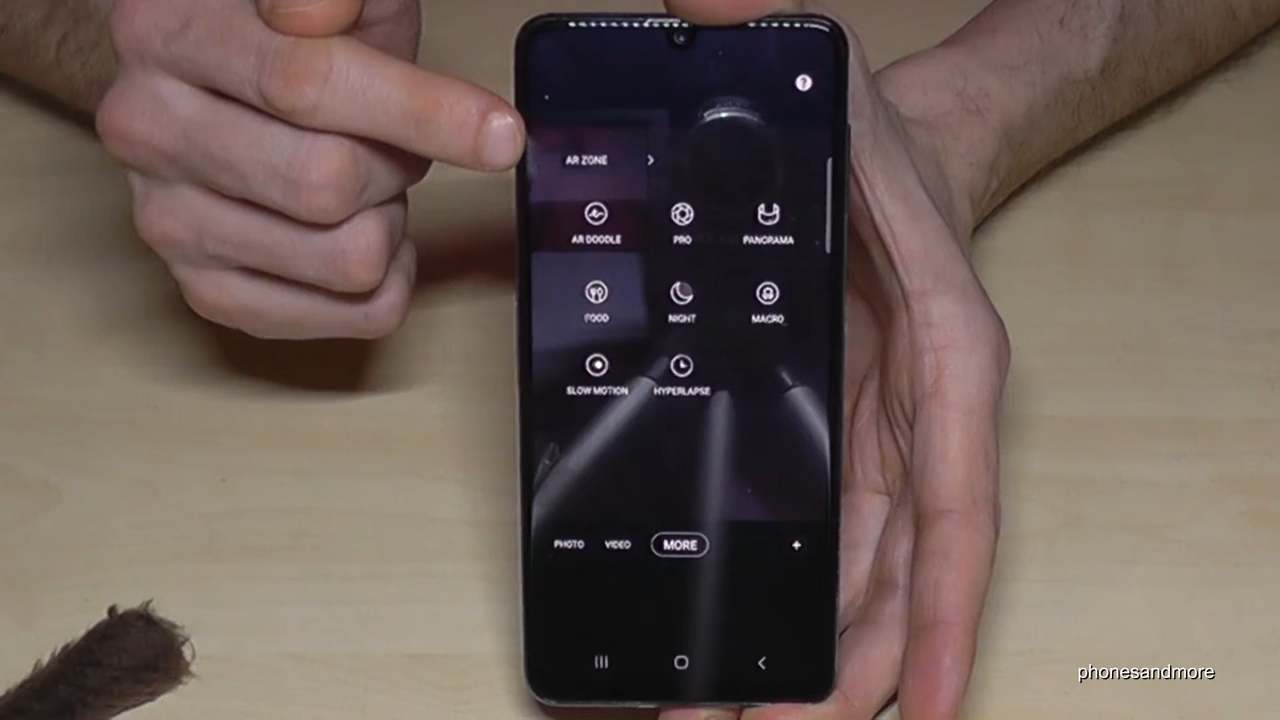 ?
AR ZONE >
AR DOODLE PRO PANORAMA
FOOD NIGHT MACRO
SLOW MOTION HYPERLAPSE
PHOTO VIDEO MORE +
phonesandmore